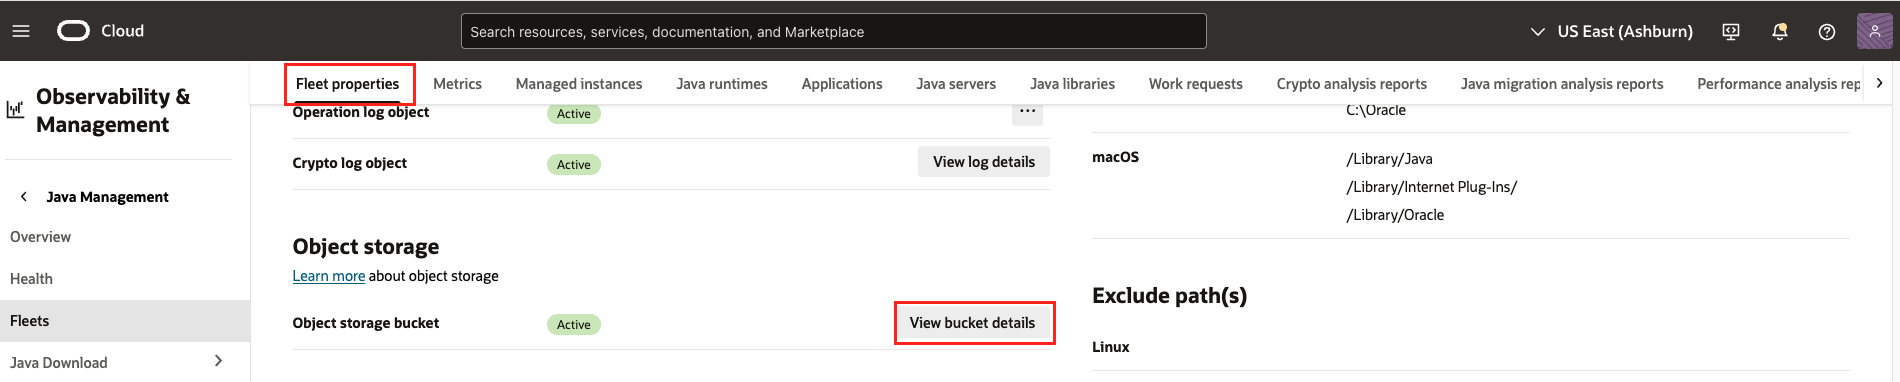 Cloud
Search resources, services, documentation, and Marketplace
US East (Ashburn)
Observability &
Management
Java Management
Overview
Health
Fleets
Java Download
Fleet properties Metrics Managed instances Java runtimes Applications Java servers Java libraries Work requests Crypto analysis reports Java migration analysis reports Performance analysis rep
Operation log object Active ...
Crypto log object Active View log details
Object storage
Learn more about object storage
Object storage bucket Active View bucket details
C:\Oracle
macOS /Library/Java
/Library/Internet Plug-Ins/
/Library/Oracle
Exclude path(s)
Linux